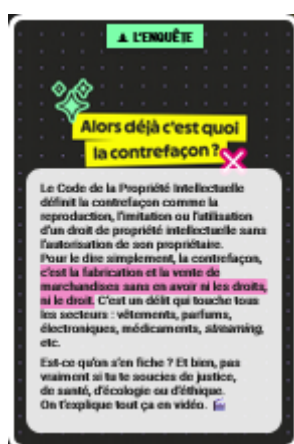 ▲ L'ENQUÊTE
Alors déjà c'est quoi
la contrefaçon ?
Le Code de la Propriété Intellectuelle
définit la contrefaçon comme la
reproduction, l'imitation ou l'utilisation
d'un droit de propriété intellectuelle sans
l'autorisation de son propriétaire.
Pour le dire simplement, la contrefaçon,
c'est la fabrication et la vente de
marchandises sans en avoir ni les droits,
ni le droit. C'est un délit qui touche tous
les secteurs : vêtements, parfums,
électroniques, médicaments, streaming,
etc.
Est-ce qu'on s'en fiche ? Et bien, pas
vraiment si tu te soucies de justice,
de santé, d'écologie ou d'éthique.
On t'explique tout ça en vidéo.